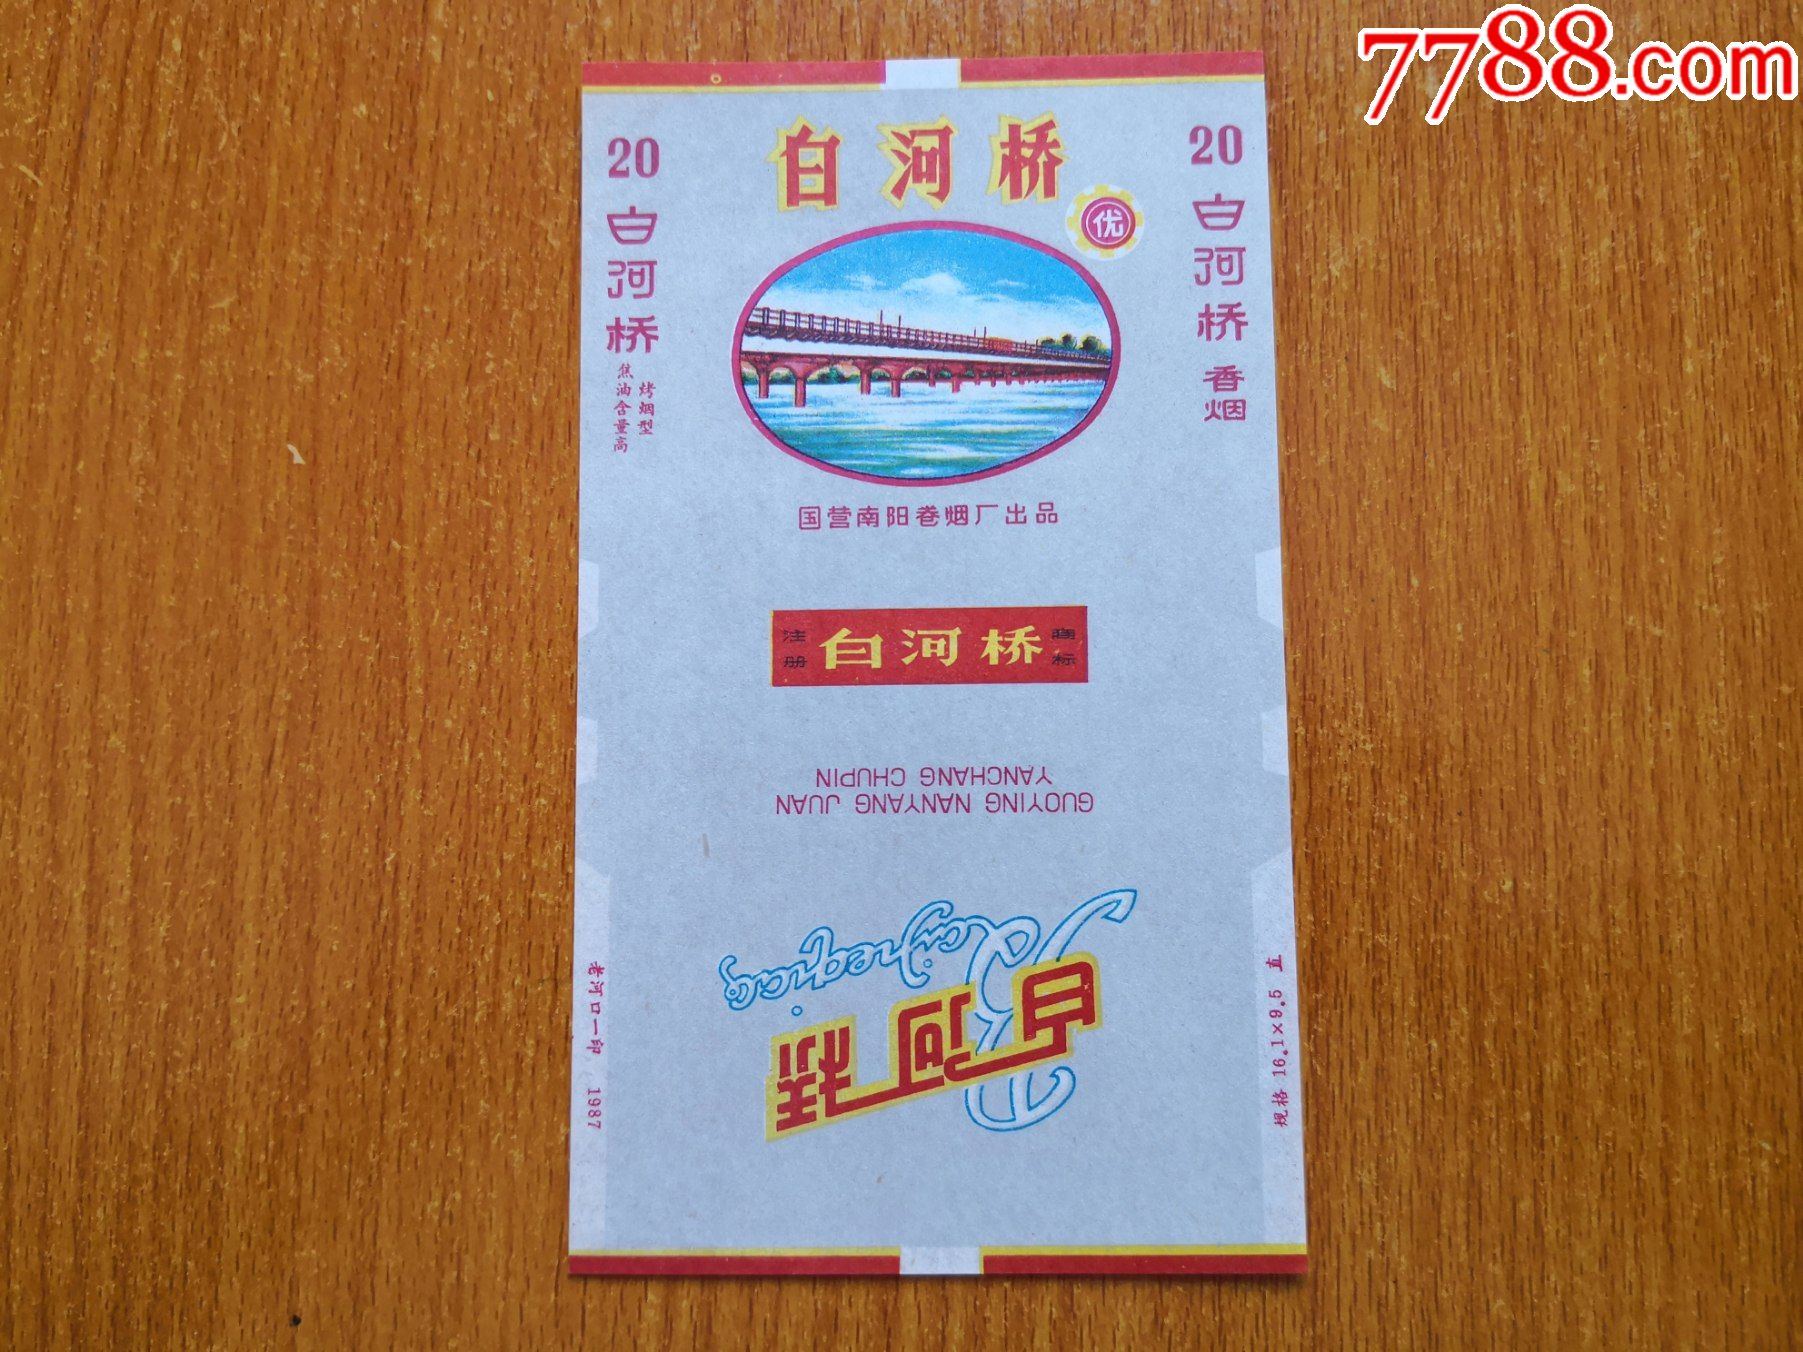 7788.com
白河桥
优
20
白河桥
烤烟型
焦油含量高
20
白河桥
香烟
国营南阳卷烟厂出品
注册
白河桥
商标
GUOYING NANYANG JUAN
YANCHANG CHUPIN
Baiheqiao
白河桥
老河口一印，1987
规格 16.1×9.5 直